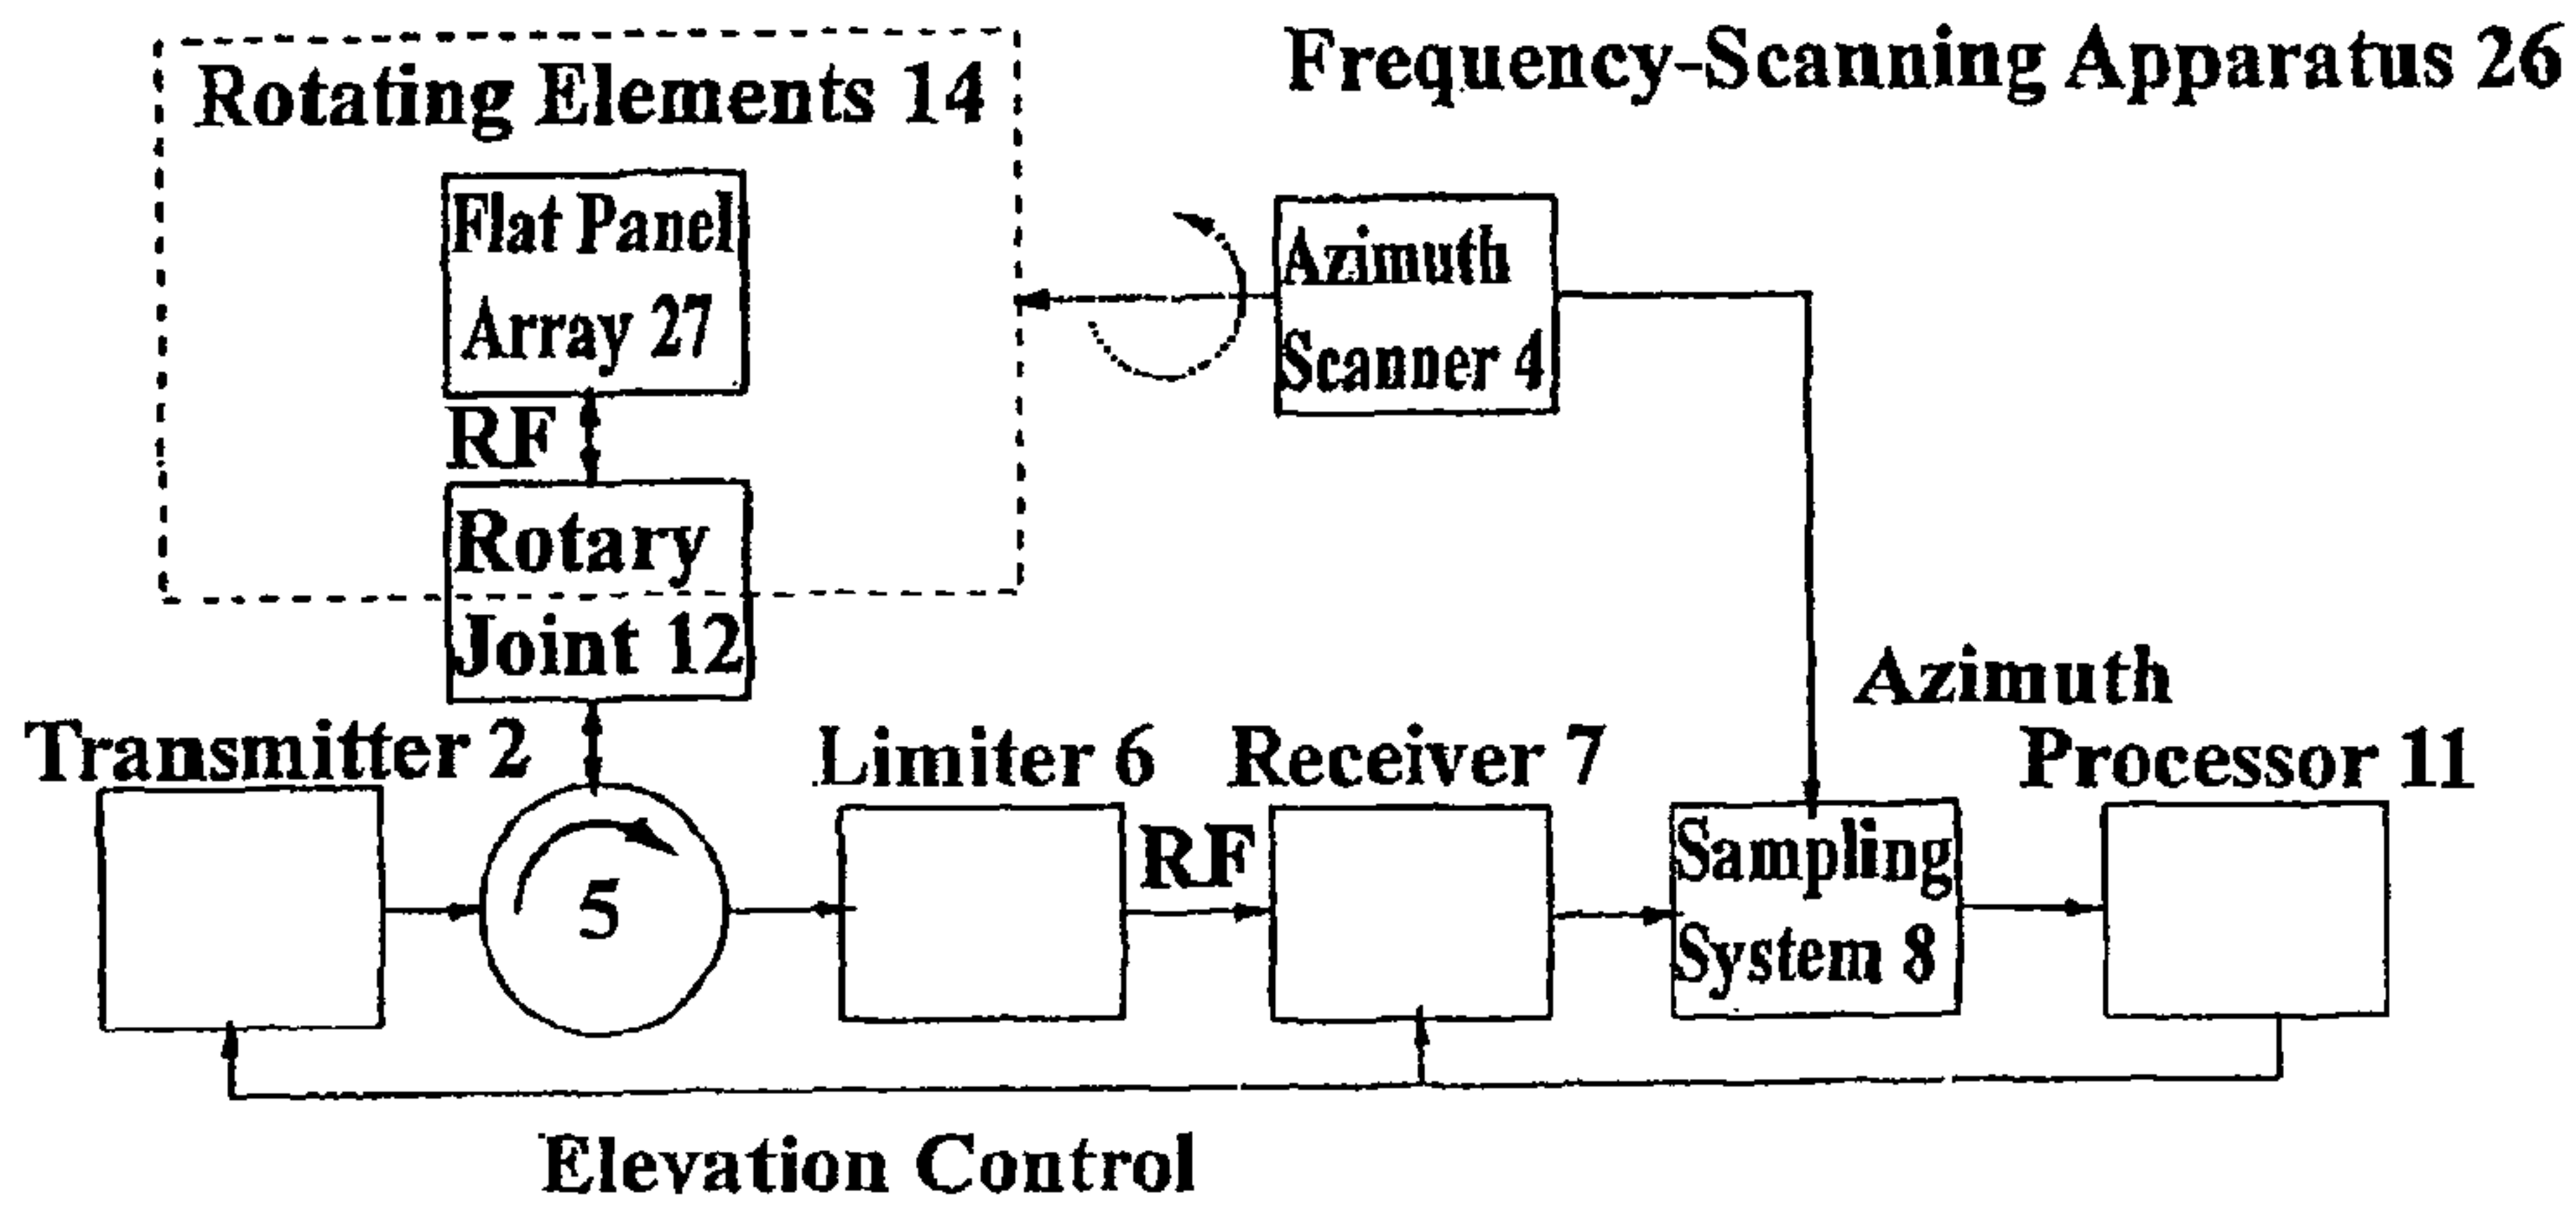 Frequency-Scanning Apparatus 26
Rotating Elements 14
Flat Panel
Array 27
Azimuth
Scanner 4
RF
Rotary
Joint 12
Azimuth
Transmitter 2
Limiter 6
Receiver 7
Processor 11
RF
Sampling
System 8
5
Elevation Control